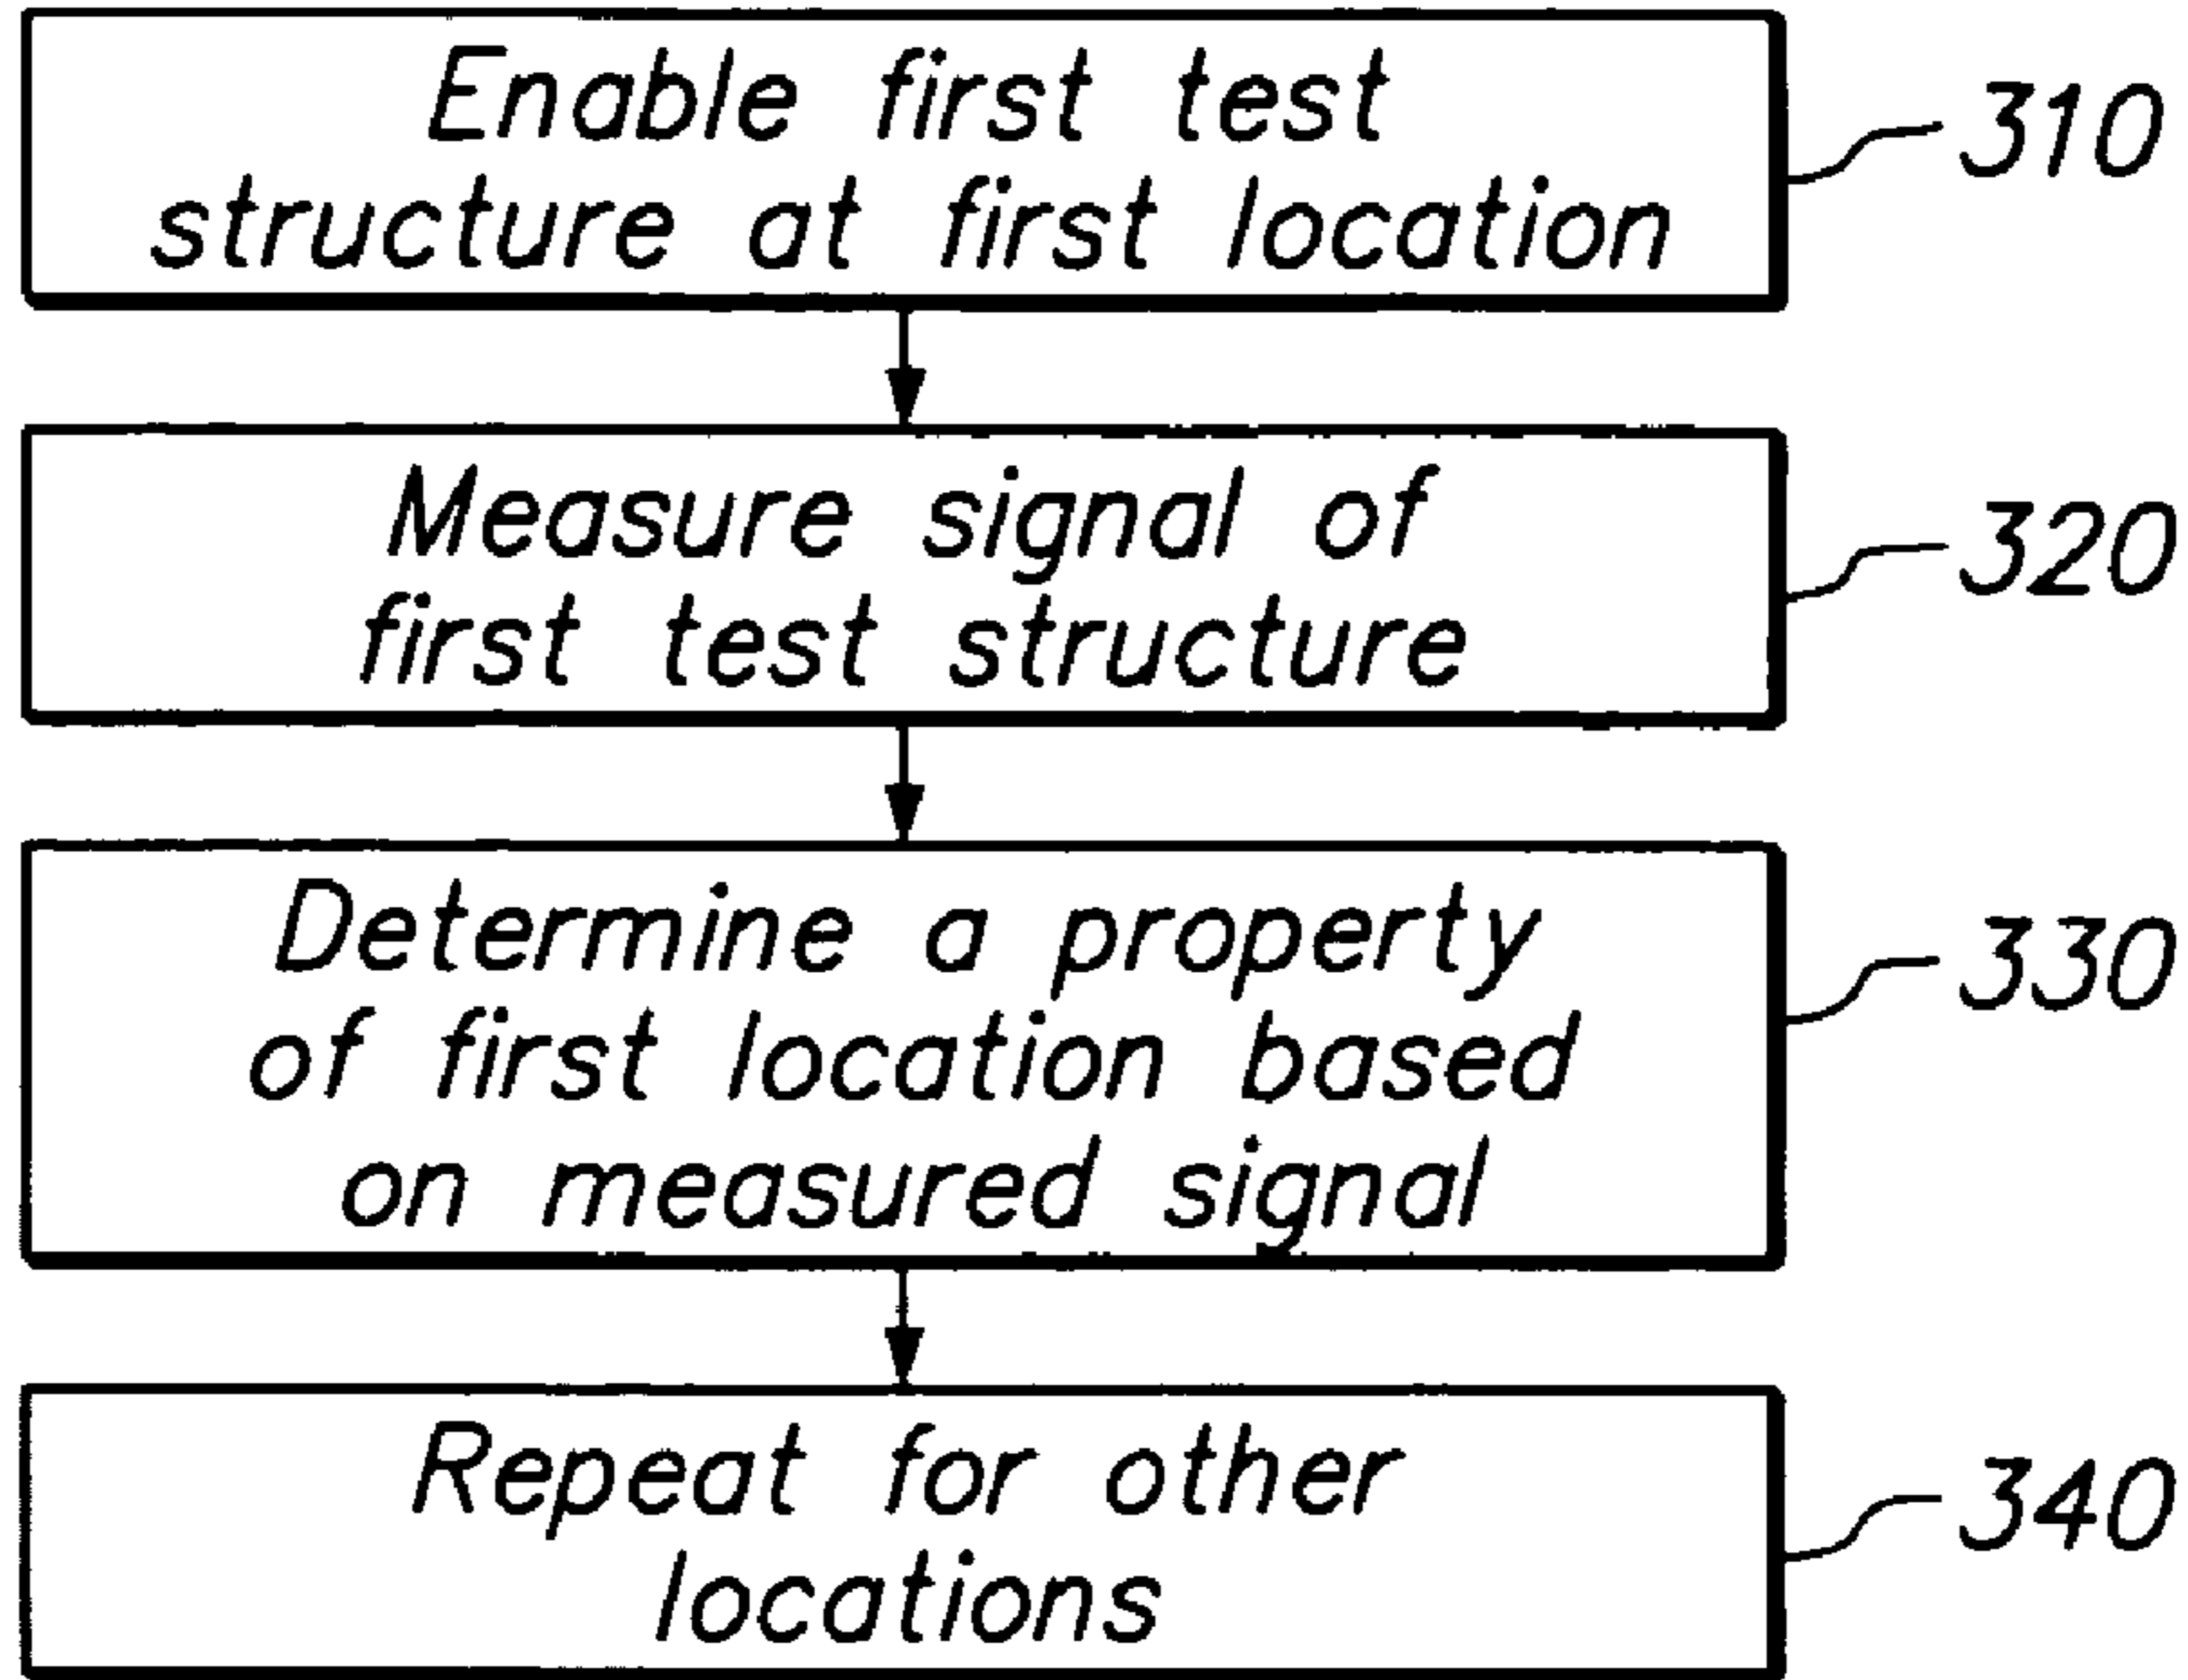 Enable first test
structure at first location
310
Measure signal of
first test structure
320
Determine a property
of first location based
on measured signal
330
Repeat for other
locations
340